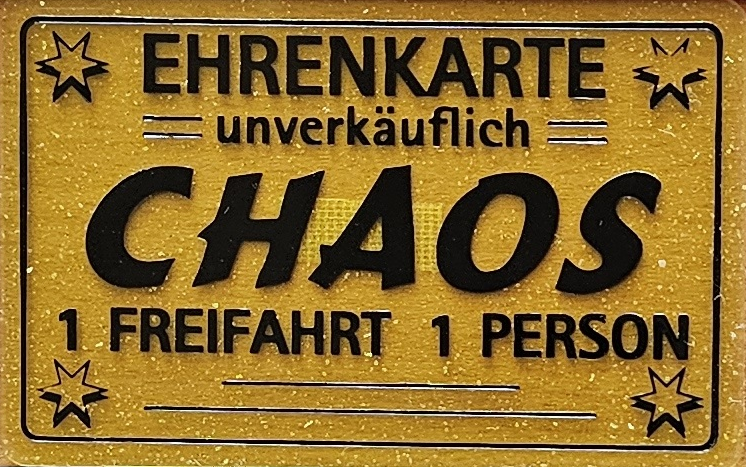 EHRENKARTE
unverkäuflich
CHAOS
1 FREIFAHRT 1 PERSON